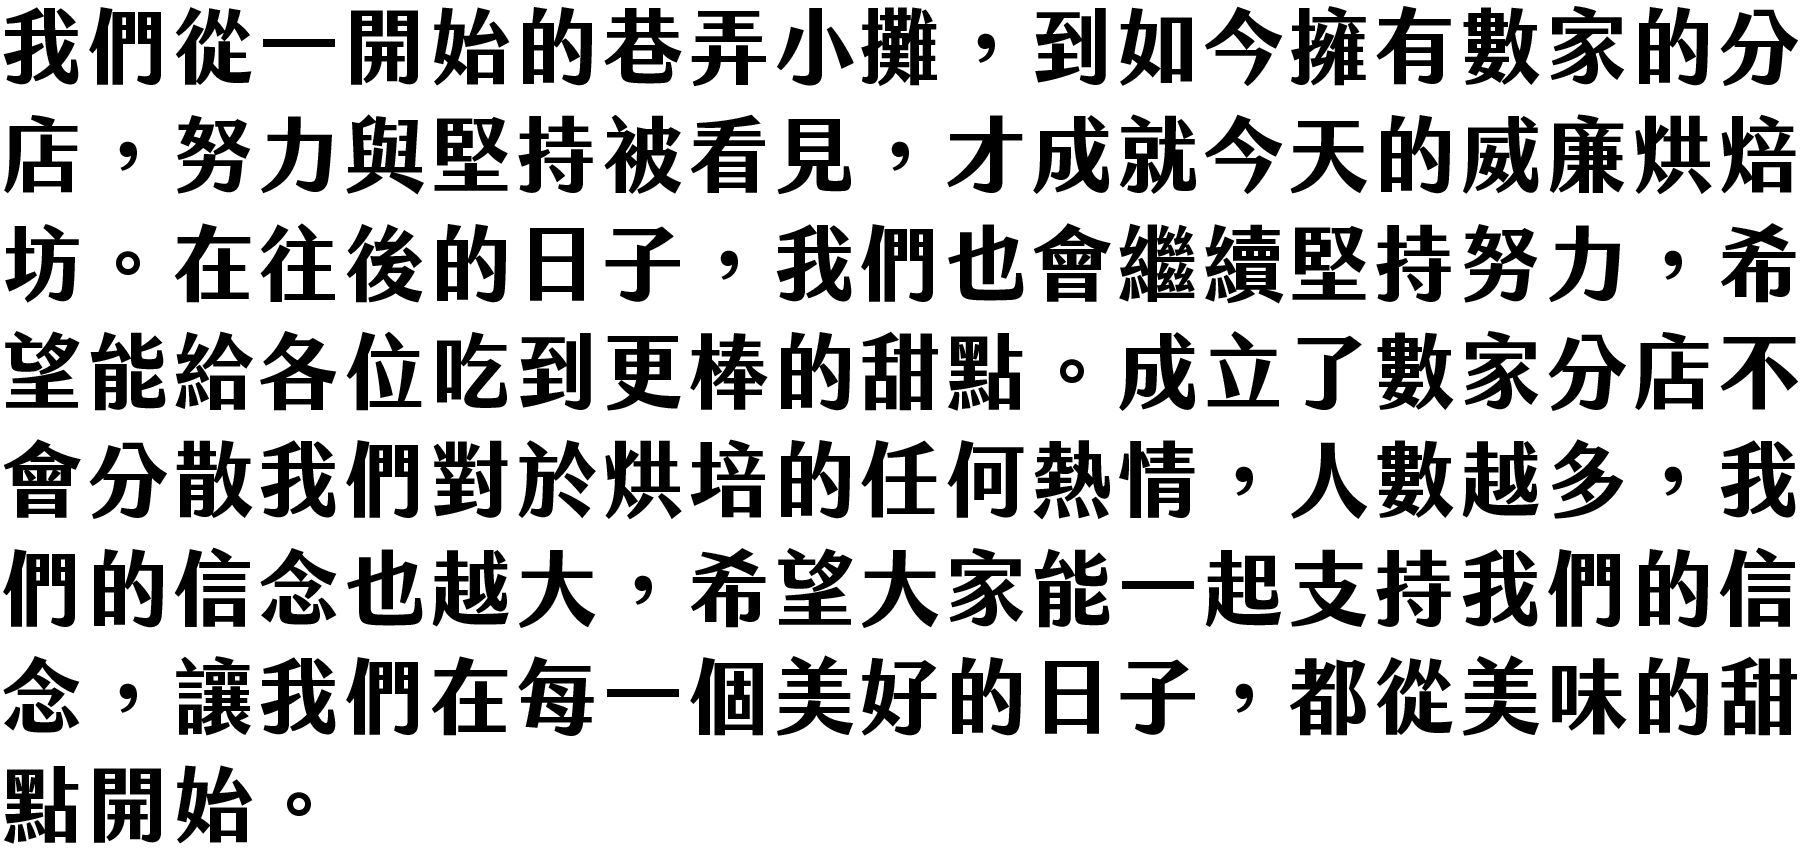 我們從一開始的巷弄小攤，到如今擁有數家的分
店，努力與堅持被看見，才成就今天的威廉烘焙
坊。在往後的日子，我們也會繼續堅持努力，希
望能給各位吃到更棒的甜點。成立了數家分店不
會分散我們對於烘培的任何熱情，人數越多，我
們的信念也越大，希望大家能一起支持我們的信
念，讓我們在每一個美好的日子，都從美味的甜
點開始。